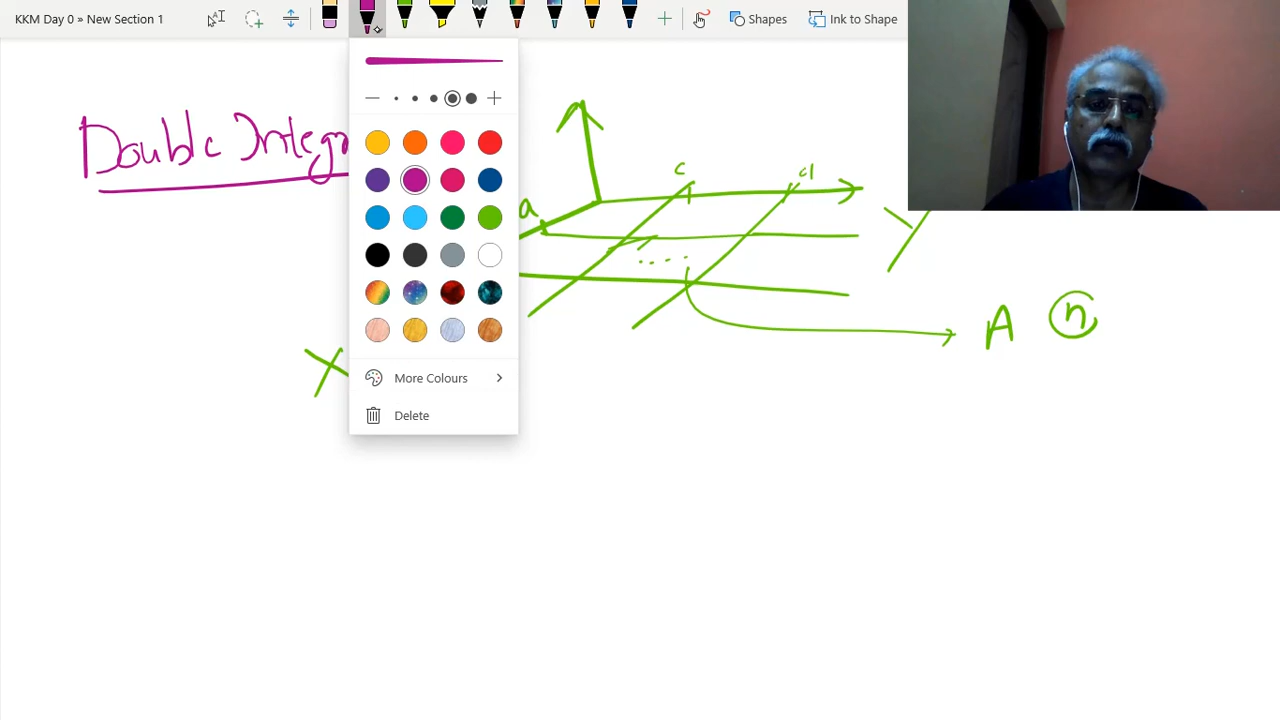 KKM Day 0 » New Section 1
Shapes
Ink to Shape
Double Integr
c
d
a
Y
X
A
n
More Colours
Delete